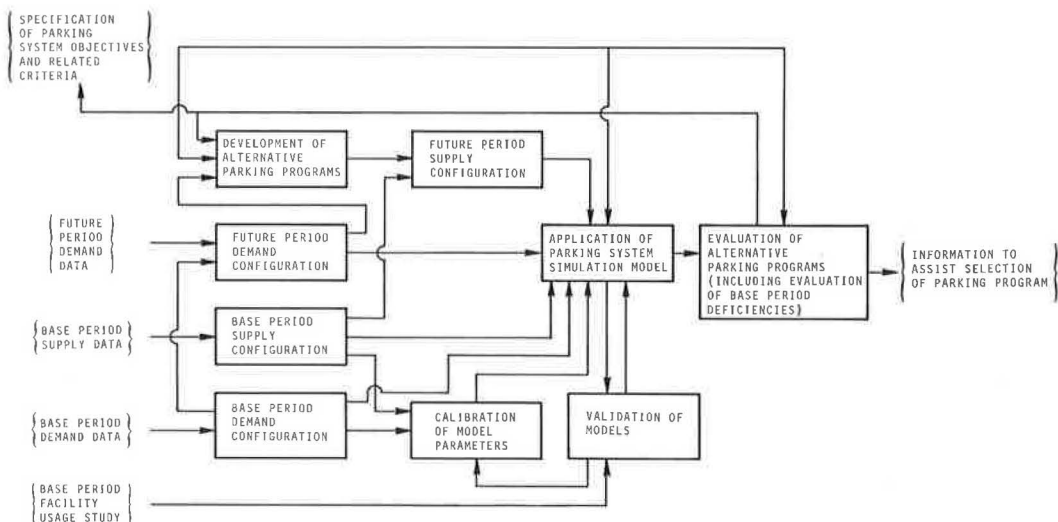 SPECIFICATION
OF PARKING
SYSTEM OBJECTIVES
AND RELATED
CRITERIA
DEVELOPMENT OF
ALTERNATIVE
PARKING PROGRAMS
FUTURE PERIOD
SUPPLY
CONFIGURATION
FUTURE
PERIOD
DEMAND
DATA
FUTURE PERIOD
DEMAND
CONFIGURATION
APPLICATION OF
PARKING SYSTEM
SIMULATION MODEL
EVALUATION OF
ALTERNATIVE
PARKING PROGRAMS
(INCLUDING EVALUATION
OF BASE PERIOD
DEFICIENCIES)
INFORMATION TO
ASSIST SELECTION
OF PARKING PROGRAM
BASE PERIOD
SUPPLY DATA
BASE PERIOD
SUPPLY
CONFIGURATION
BASE PERIOD
DEMAND DATA
BASE PERIOD
DEMAND
CONFIGURATION
CALIBRATION
OF MODEL
PARAMETERS
VALIDATION OF
MODELS
BASE PERIOD
FACILITY
USAGE STUDY